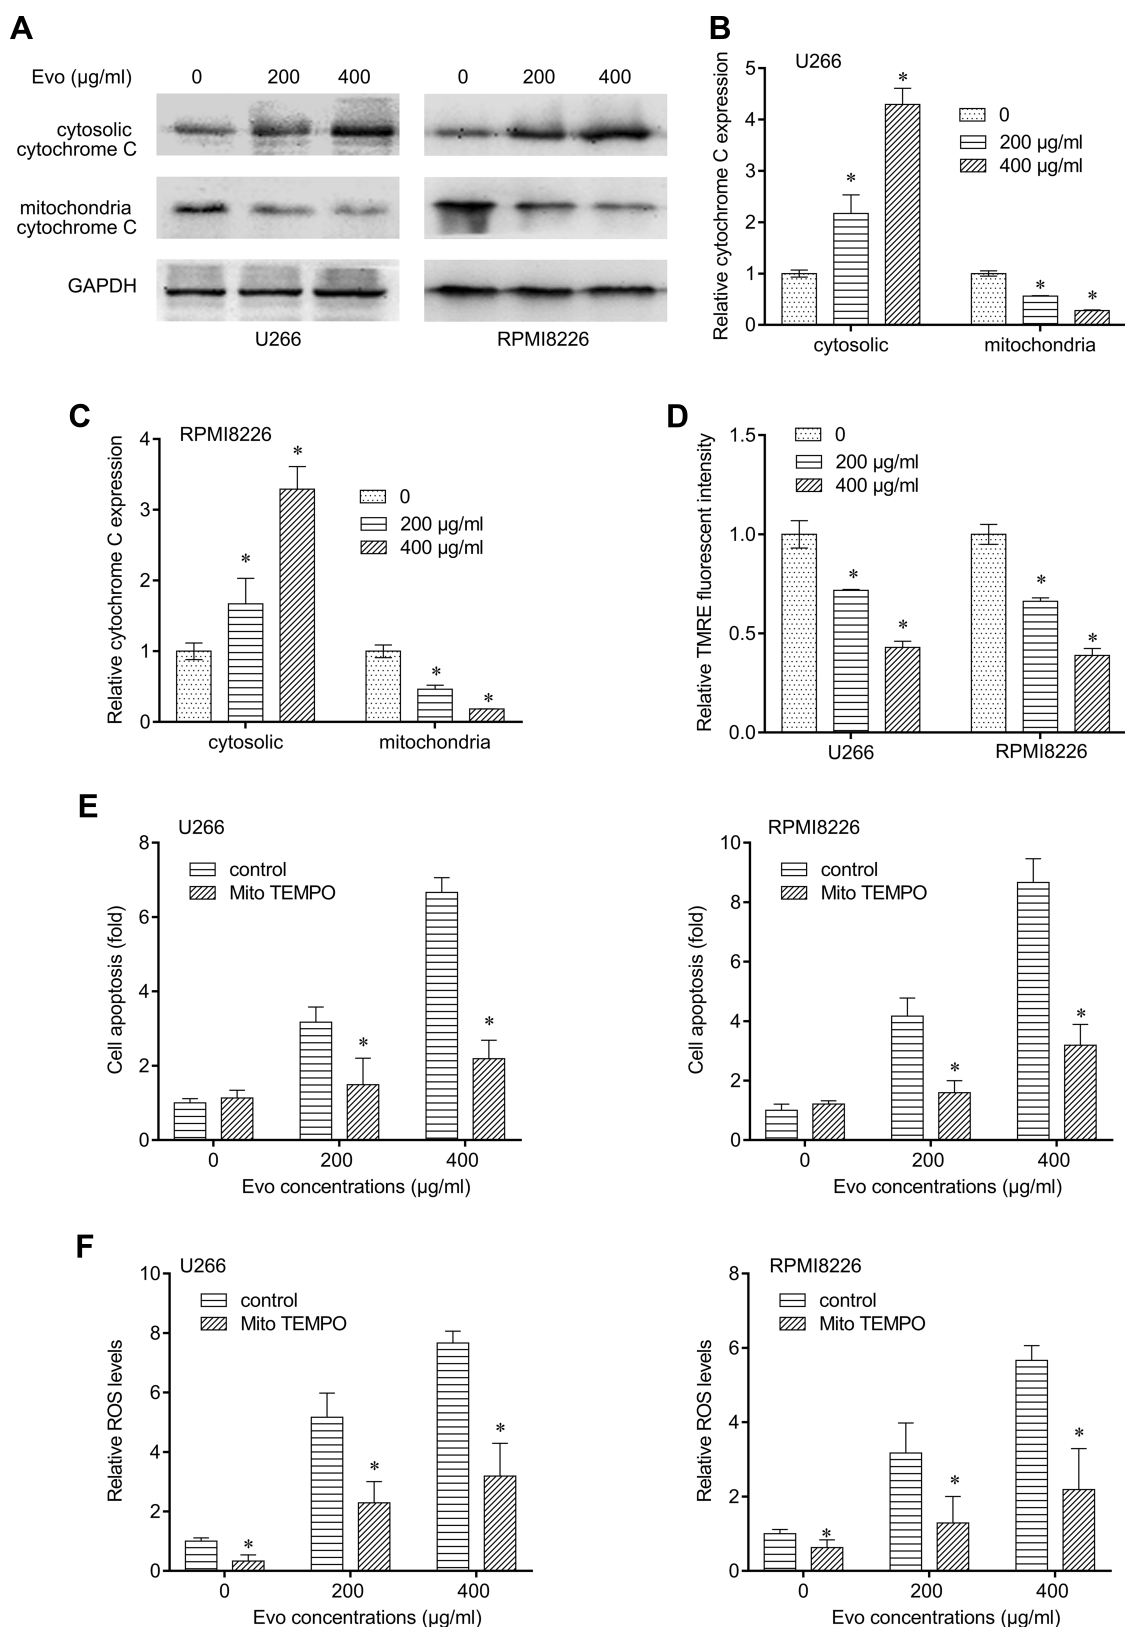 A
Evo (µg/ml)
0
200
400
0
200
400
cytosolic
cytochrome C
mitochondria
cytochrome C
GAPDH
U266
RPMI8226
B
U266
Relative cytochrome C expression
5
4
3
2
1
0
0
200 µg/ml
400 µg/ml
*
*
*
*
cytosolic
mitochondria
C
RPMI8226
Relative cytochrome C expression
4
3
2
1
0
0
200 µg/ml
400 µg/ml
*
*
*
*
cytosolic
mitochondria
D
Relative TMRE fluorescent intensity
1.5
1.0
0.5
0.0
0
200 µg/ml
400 µg/ml
*
*
*
*
U266
RPMI8226
E
U266
Cell apoptosis (fold)
8
6
4
2
0
control
Mito TEMPO
*
*
0
200
400
Evo concentrations (µg/ml)
RPMI8226
Cell apoptosis (fold)
10
8
6
4
2
0
control
Mito TEMPO
*
*
0
200
400
Evo concentrations (µg/ml)
F
U266
Relative ROS levels
10
8
6
4
2
0
control
Mito TEMPO
*
*
*
0
200
400
Evo concentrations (µg/ml)
RPMI8226
Relative ROS levels
8
6
4
2
0
control
Mito TEMPO
*
*
*
0
200
400
Evo concentrations (µg/ml)